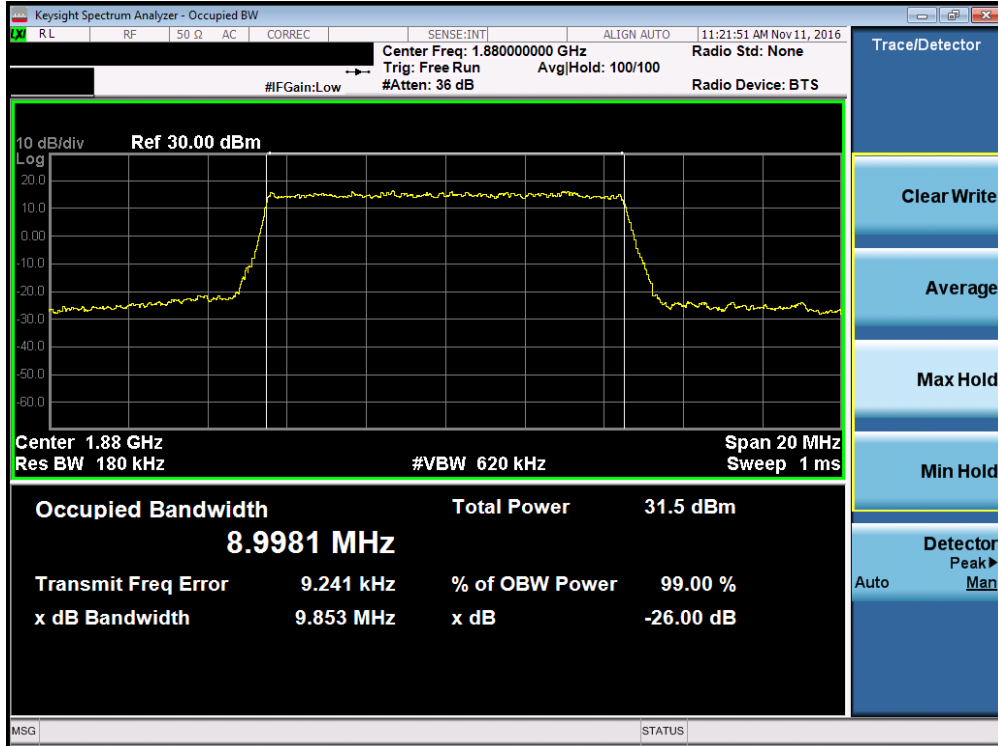 Keysight Spectrum Analyzer - Occupied BW
LXI RL RF 50 Ω AC CORREC SENSE:INT ALIGN AUTO 11:21:51 AM Nov 11, 2016
Center Freq: 1.880000000 GHz Radio Std: None
Trig: Free Run Avg|Hold: 100/100
#IFGain:Low #Atten: 36 dB Radio Device: BTS
Trace/Detector
10 dB/div Ref 30.00 dBm
Log
20.0
10.0
0.00
-10.0
-20.0
-30.0
-40.0
-50.0
-60.0
Center 1.88 GHz Span 20 MHz
Res BW 180 kHz #VBW 620 kHz Sweep 1 ms
Occupied Bandwidth Total Power 31.5 dBm
8.9981 MHz
Transmit Freq Error 9.241 kHz % of OBW Power 99.00 %
x dB Bandwidth 9.853 MHz x dB -26.00 dB
Clear Write
Average
Max Hold
Min Hold
Detector
Peak▶
Auto Man
MSG STATUS